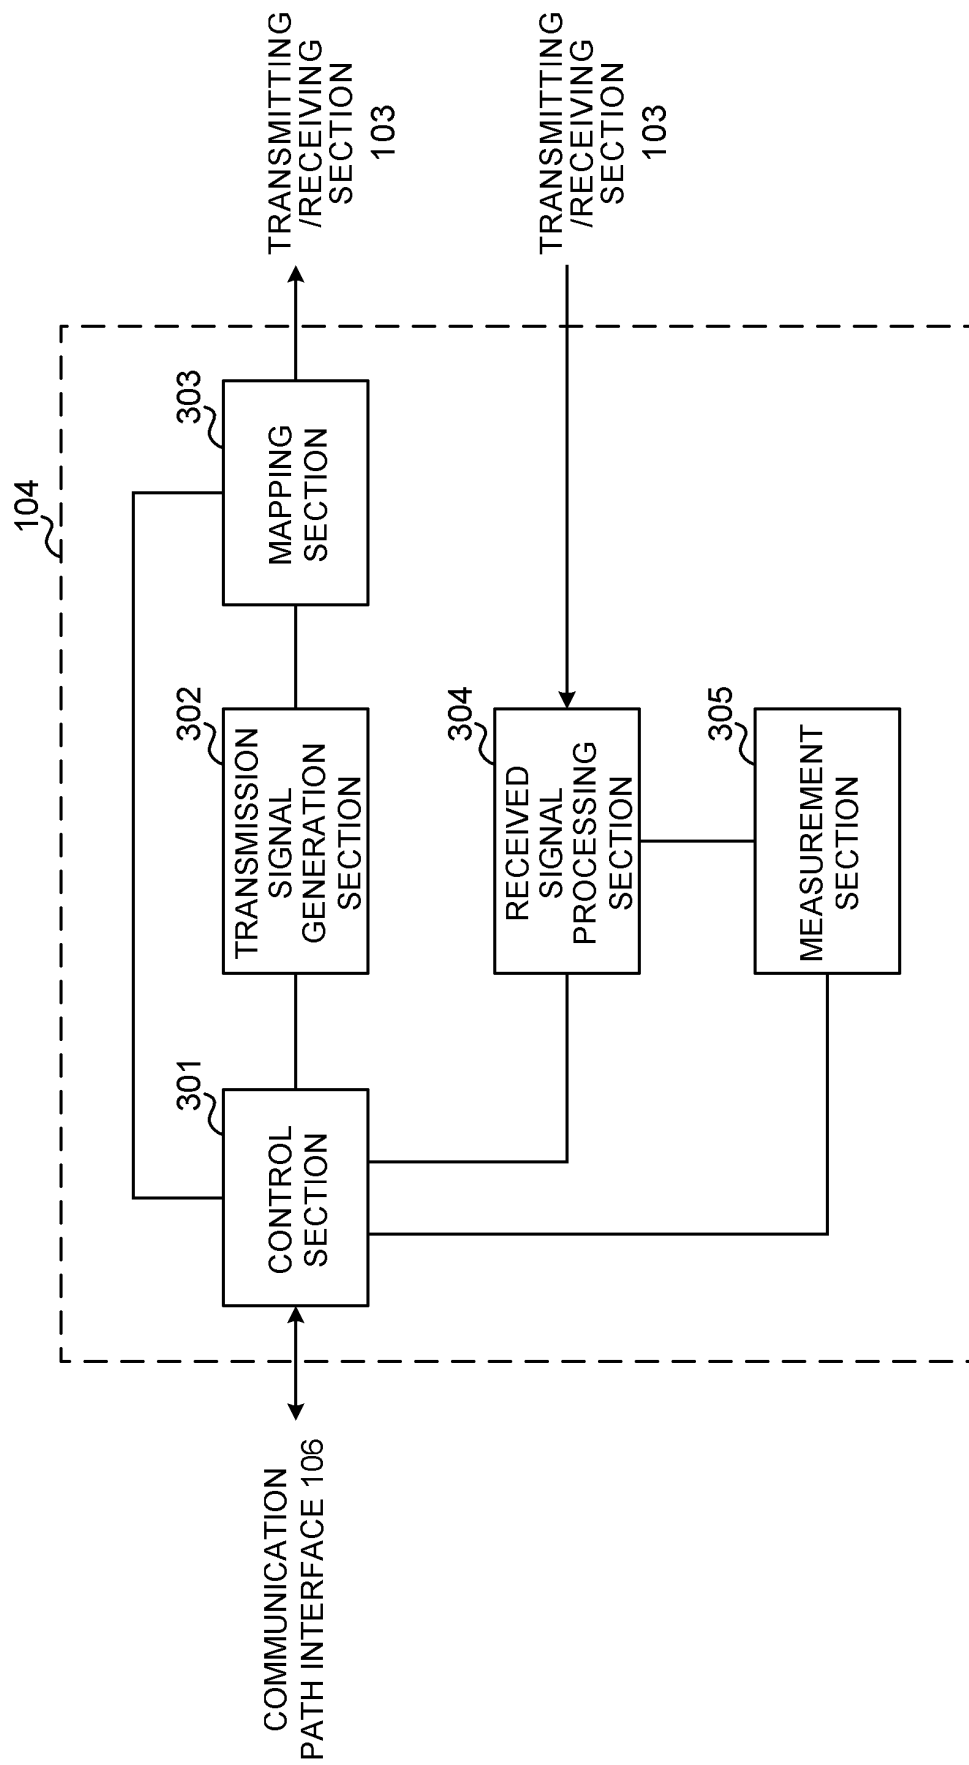 104
COMMUNICATION
PATH INTERFACE 106
301
CONTROL
SECTION
302
TRANSMISSION
SIGNAL
GENERATION
SECTION
303
MAPPING
SECTION
TRANSMITTING
/RECEIVING
SECTION
103
304
RECEIVED
SIGNAL
PROCESSING
SECTION
TRANSMITTING
/RECEIVING
SECTION
103
305
MEASUREMENT
SECTION